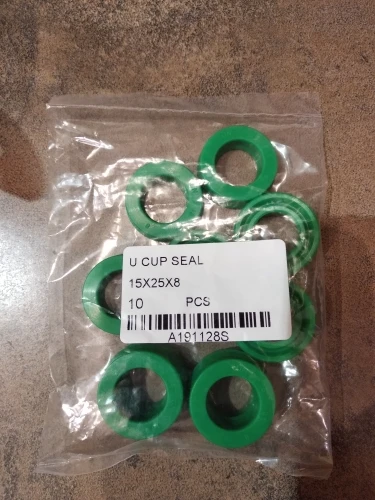 U CUP SEAL
15X25X8
10 PCS
A191128S